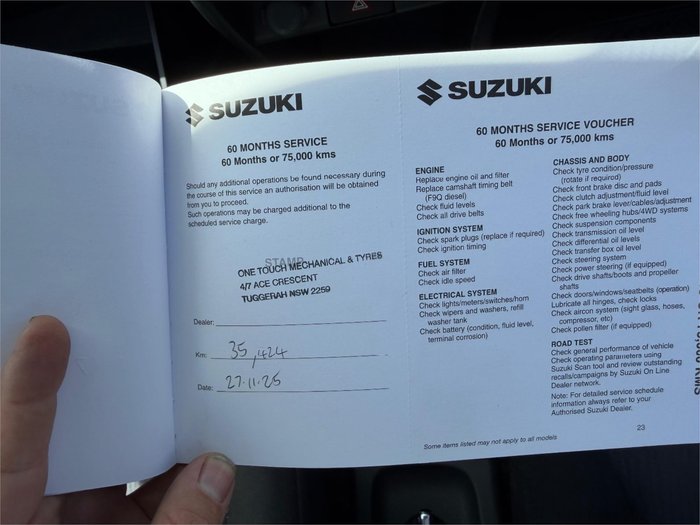 SUZUKI
60 MONTHS SERVICE
60 Months or 75,000 kms
Should any additional operations be found necessary during
the course of this service an authorisation will be obtained
from you to proceed.
Such operations may be charged additional to the
scheduled service charge.
STAMP
ONE TOUCH MECHANICAL & TYRES
4/7 ACE CRESCENT
TUGGERAH NSW 2259
Dealer:
Km: 35,424
Date: 27.11.25
SUZUKI
60 MONTHS SERVICE VOUCHER
60 Months or 75,000 kms
ENGINE
Replace engine oil and filter
Replace camshaft timing belt
(F9Q diesel)
Check fluid levels
Check all drive belts
IGNITION SYSTEM
Check spark plugs (replace if required)
Check ignition timing
FUEL SYSTEM
Check air filter
Check idle speed
ELECTRICAL SYSTEM
Check lights/meters/switches/horn
Check wipers and washers, refill
washer tank
Check battery (condition, fluid level,
terminal corrosion)
CHASSIS AND BODY
Check tyre condition/pressure
(rotate if required)
Check front brake disc and pads
Check clutch adjustment/fluid level
Check park brake lever/cables/adjustment
Check free wheeling hubs/4WD systems
Check suspension components
Check transmission oil level
Check differential oil levels
Check transfer box oil level
Check steering system
Check power steering (if equipped)
Check drive shafts/boots and propeller
shafts
Check doors/windows/seatbelts (operation)
Lubricate all hinges, check locks
Check aircon system (sight glass, hoses,
compressor, etc)
Check pollen filter (if equipped)
ROAD TEST
Check general performance of vehicle
Check operating parameters using
Suzuki Scan tool and review outstanding
recalls/campaigns by Suzuki On Line
Dealer network.
Note: For detailed service schedule
information always refer to your
Authorised Suzuki Dealer.
23
Some items listed may not apply to all models